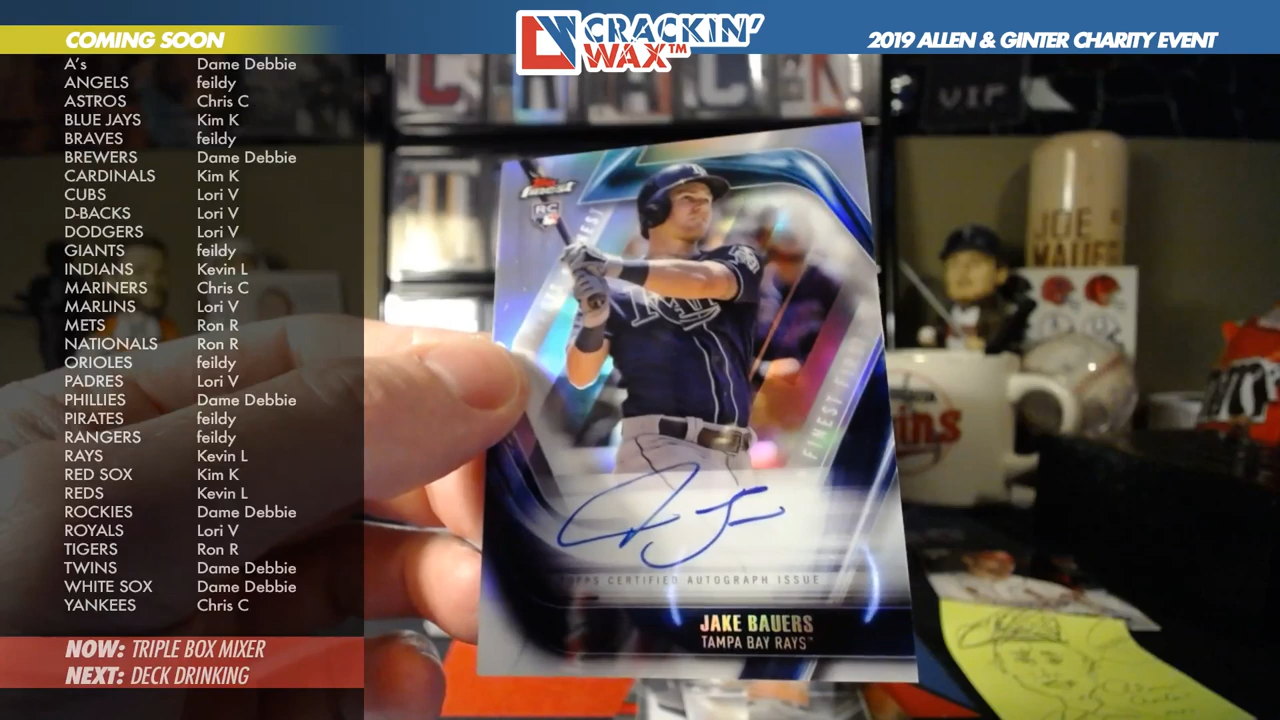 COMING SOON
CRACKIN'
WAX™
2019 ALLEN & GINTER CHARITY EVENT
A's Dame Debbie
ANGELS feildy
ASTROS Chris C
BLUE JAYS Kim K
BRAVES feildy
BREWERS Dame Debbie
CARDINALS Kim K
CUBS Lori V
D-BACKS Lori V
DODGERS Lori V
GIANTS feildy
INDIANS Kevin L
MARINERS Chris C
MARLINS Lori V
METS Ron R
NATIONALS Ron R
ORIOLES feildy
PADRES Lori V
PHILLIES Dame Debbie
PIRATES feildy
RANGERS feildy
RAYS Kevin L
RED SOX Kim K
REDS Kevin L
ROCKIES Dame Debbie
ROYALS Lori V
TIGERS Ron R
TWINS Dame Debbie
WHITE SOX Dame Debbie
YANKEES Chris C
NOW: TRIPLE BOX MIXER
NEXT: DECK DRINKING
Finest
RC
FINEST
TOPPS CERTIFIED AUTOGRAPH ISSUE
JAKE BAUERS
TAMPA BAY RAYS™
VIP
JOE
MAUER